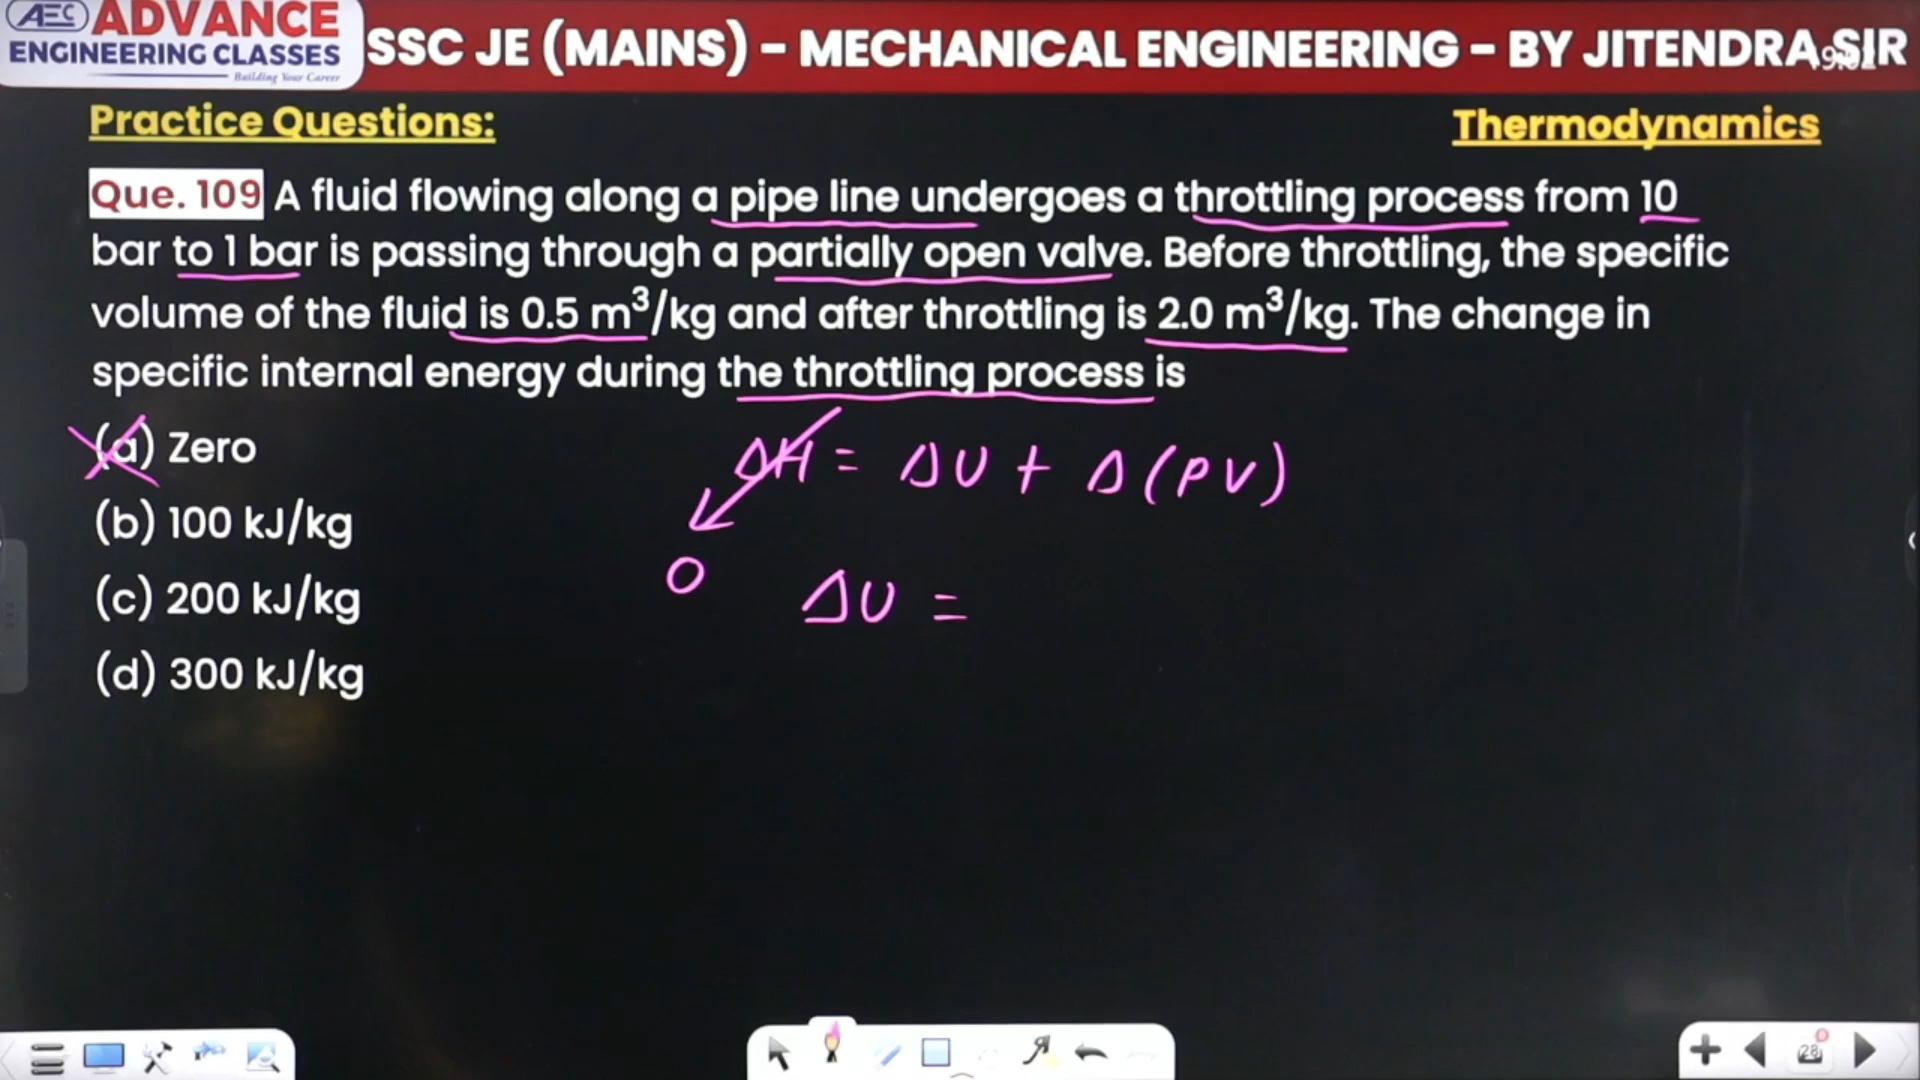 AEC ADVANCE
ENGINEERING CLASSES
Building Your Career
SSC JE (MAINS) – MECHANICAL ENGINEERING – BY JITENDRA SIR
Practice Questions:
Thermodynamics
Que. 109 A fluid flowing along a pipe line undergoes a throttling process from 10
bar to 1 bar is passing through a partially open valve. Before throttling, the specific
volume of the fluid is 0.5 m³/kg and after throttling is 2.0 m³/kg. The change in
specific internal energy during the throttling process is
(a) Zero
(b) 100 kJ/kg
(c) 200 kJ/kg
(d) 300 kJ/kg
ΔH = ΔU + Δ(PV)
0
ΔU =
28